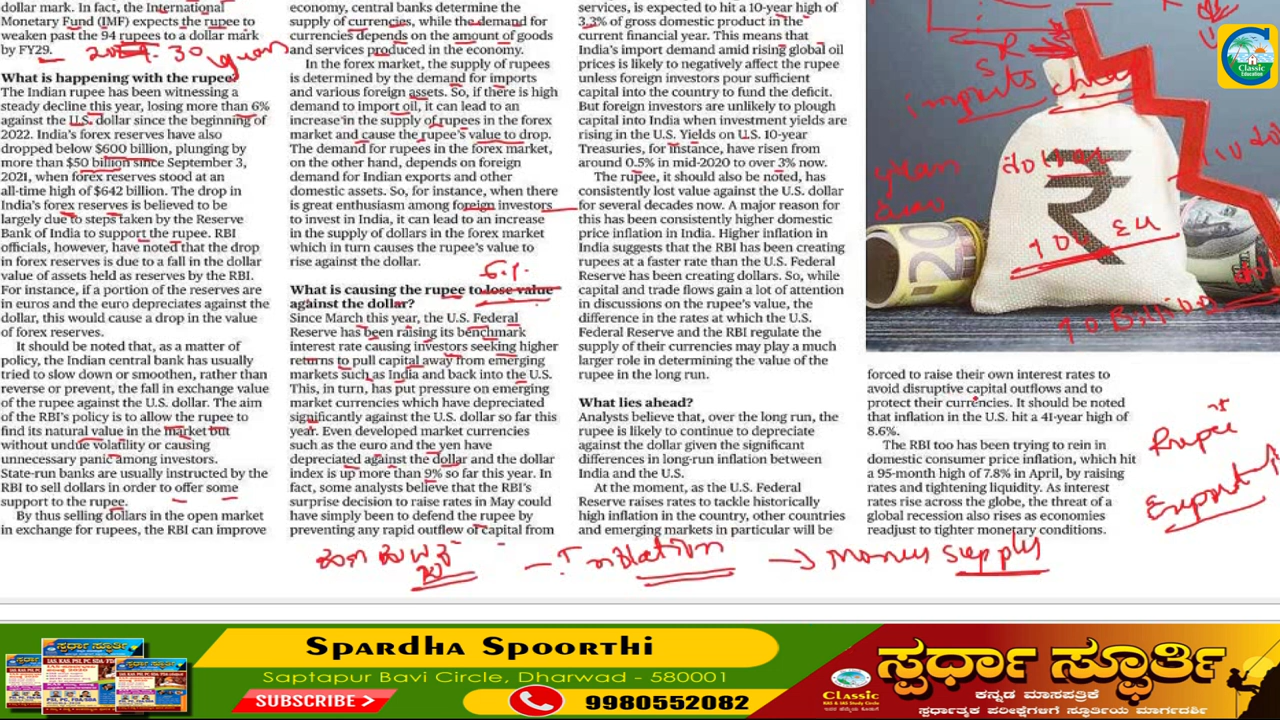 dollar mark. In fact, the International
Monetary Fund (IMF) expects the rupee to
weaken past the 94 rupees to a dollar mark
by FY29.
What is happening with the rupee?
The Indian rupee has been witnessing a
steady decline this year, losing more than 6%
against the U.S. dollar since the beginning of
2022. India's forex reserves have also
dropped below $600 billion, plunging by
more than $50 billion since September 3,
2021, when forex reserves stood at an
all-time high of $642 billion. The drop in
India's forex reserves is believed to be
largely due to steps taken by the Reserve
Bank of India to support the rupee. RBI
officials, however, have noted that the drop
in forex reserves is due to a fall in the dollar
value of assets held as reserves by the RBI.
For instance, if a portion of the reserves are
in euros and the euro depreciates against the
dollar, this would cause a drop in the value
of forex reserves.
It should be noted that, as a matter of
policy, the Indian central bank has usually
tried to slow down or smoothen, rather than
reverse or prevent, the fall in exchange value
of the rupee against the U.S. dollar. The aim
of the RBI's policy is to allow the rupee to
find its natural value in the market but
without undue volatility or causing
unnecessary panic among investors.
State-run banks are usually instructed by the
RBI to sell dollars in order to offer some
support to the rupee.
By thus selling dollars in the open market
in exchange for rupees, the RBI can improve
economy, central banks determine the
supply of currencies, while the demand for
currencies depends on the amount of goods
and services produced in the economy.
In the forex market, the supply of rupees
is determined by the demand for imports
and various foreign assets. So, if there is high
demand to import oil, it can lead to an
increase in the supply of rupees in the forex
market and cause the rupee's value to drop.
The demand for rupees in the forex market,
on the other hand, depends on foreign
demand for Indian exports and other
domestic assets. So, for instance, when there
is great enthusiasm among foreign investors
to invest in India, it can lead to an increase
in the supply of dollars in the forex market
which in turn causes the rupee's value to
rise against the dollar.
6%
What is causing the rupee to lose value
against the dollar?
Since March this year, the U.S. Federal
Reserve has been raising its benchmark
interest rate causing investors seeking higher
returns to pull capital away from emerging
markets such as India and back into the U.S.
This, in turn, has put pressure on emerging
market currencies which have depreciated
significantly against the U.S. dollar so far this
year. Even developed market currencies
such as the euro and the yen have
depreciated against the dollar and the dollar
index is up more than 9% so far this year. In
fact, some analysts believe that the RBI's
surprise decision to raise rates in May could
have simply been to defend the rupee by
preventing any rapid outflow of capital from
services, is expected to hit a 10-year high of
3.3% of gross domestic product in the
current financial year. This means that
India's import demand amid rising global oil
prices is likely to negatively affect the rupee
unless foreign investors pour sufficient
capital into the country to fund the deficit.
But foreign investors are unlikely to plough
capital into India when investment yields are
rising in the U.S. Yields on U.S. 10-year
Treasuries, for instance, have risen from
around 0.5% in mid-2020 to over 3% now.
The rupee, it should also be noted, has
consistently lost value against the U.S. dollar
for several decades now. A major reason for
this has been consistently higher domestic
price inflation in India. Higher inflation in
India suggests that the RBI has been creating
rupees at a faster rate than the U.S. Federal
Reserve has been creating dollars. So, while
capital and trade flows gain a lot of attention
in discussions on the rupee's value, the
difference in the rates at which the U.S.
Federal Reserve and the RBI regulate the
supply of their currencies may play a much
larger role in determining the value of the
rupee in the long run.
What lies ahead?
Analysts believe that, over the long run, the
rupee is likely to continue to depreciate
against the dollar given the significant
differences in long-run inflation between
India and the U.S.
At the moment, as the U.S. Federal
Reserve raises rates to tackle historically
high inflation in the country, other countries
and emerging markets in particular will be
Classic
Education
imports
₹
20
forced to raise their own interest rates to
avoid disruptive capital outflows and to
protect their currencies. It should be noted
that inflation in the U.S. hit a 41-year high of
8.6%.
The RBI too has been trying to rein in
domestic consumer price inflation, which hit
a 95-month high of 7.8% in April, by raising
rates and tightening liquidity. As interest
rates rise across the globe, the threat of a
global recession also rises as economies
readjust to tighter monetary conditions.
Rupee
Export
Inflation → Money Supply
Spardha Spoorthi
Saptapur Bavi Circle, Dharwad - 580001
SUBSCRIBE
9980552082
Classic
KAS & IAS Study Circle
ಸ್ಪರ್ಧಾ ಸ್ಫೂರ್ತಿ
ಕನ್ನಡ ಮಾಸಪತ್ರಿಕೆ
ಸ್ಪರ್ಧಾತ್ಮಕ ಪರೀಕ್ಷೆಗಳಿಗೆ ಸ್ಫೂರ್ತಿಯ ಮಾರ್ಗದರ್ಶಿ